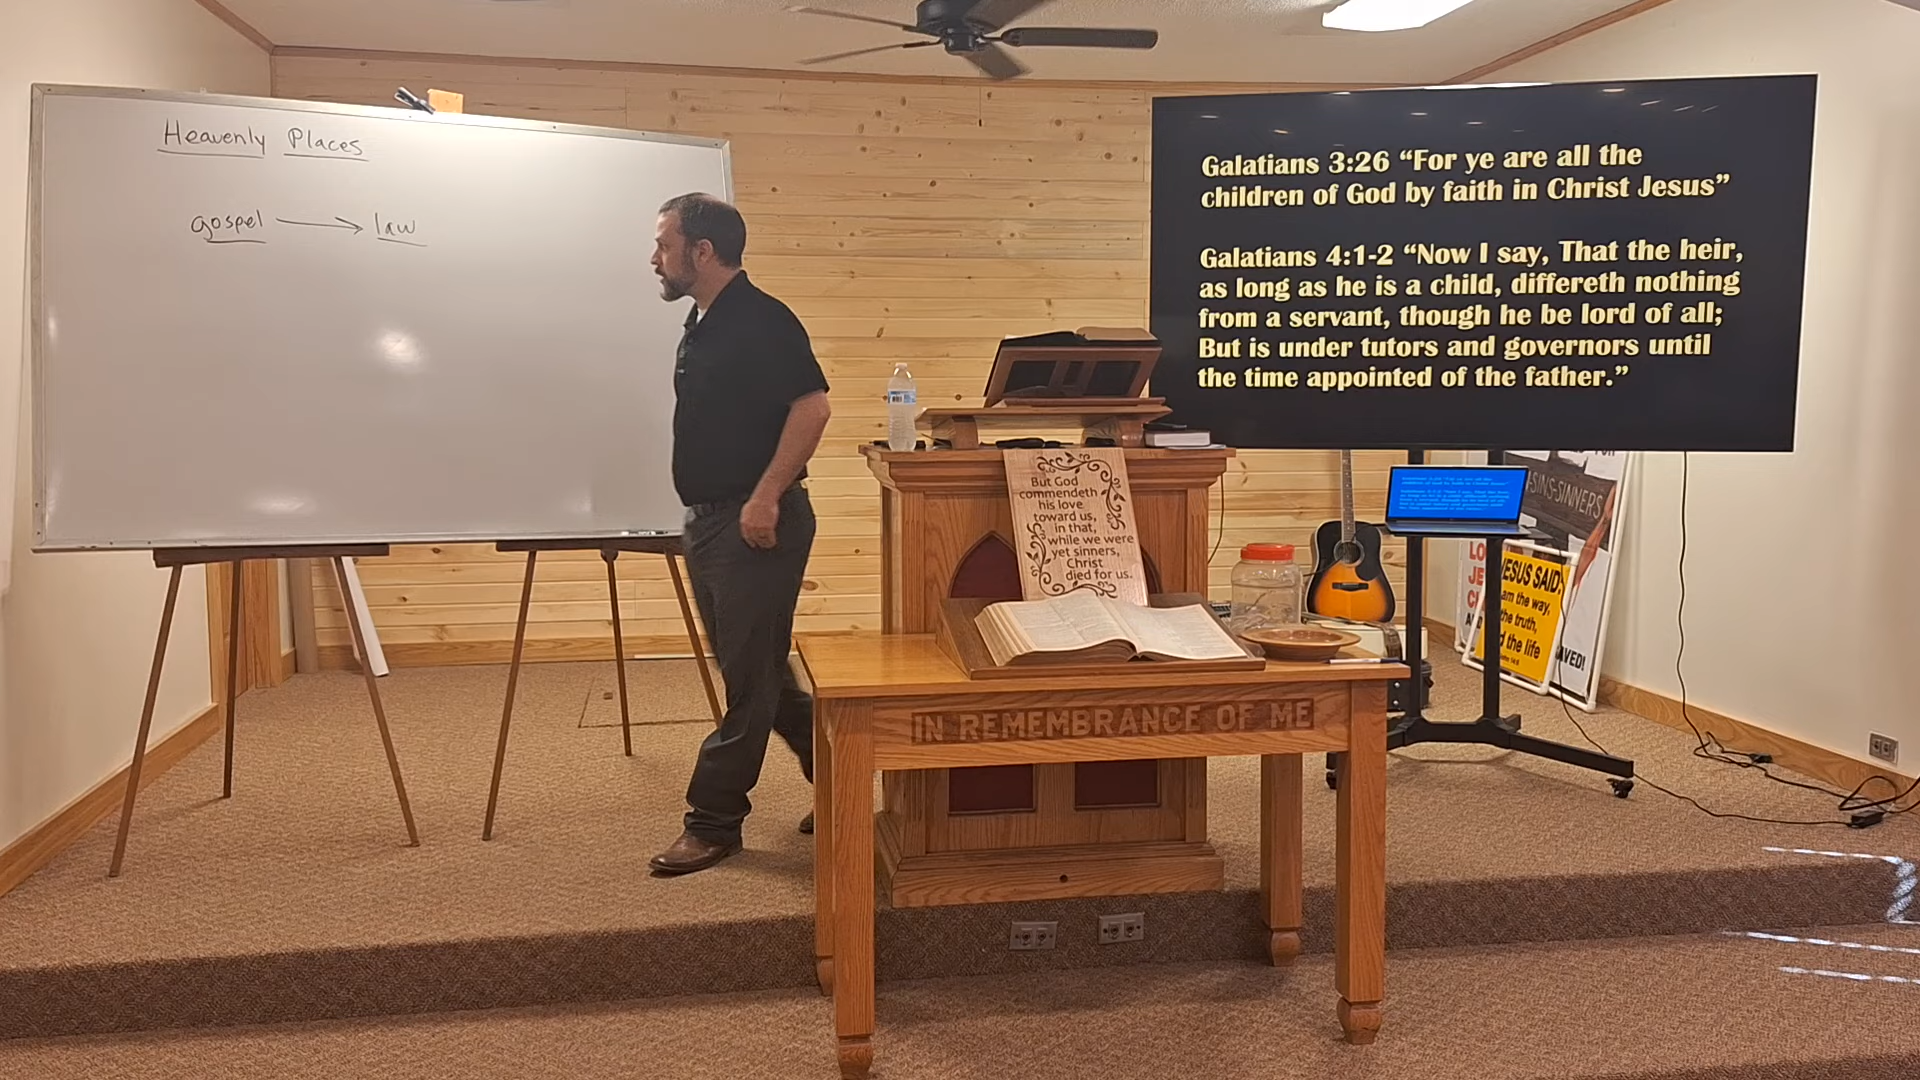 Heavenly Places
gospel → law
Galatians 3:26 “For ye are all the
children of God by faith in Christ Jesus”
Galatians 4:1-2 “Now I say, That the heir,
as long as he is a child, differeth nothing
from a servant, though he be lord of all;
But is under tutors and governors until
the time appointed of the father.”
But God
commendeth
his love
toward us,
in that,
while we were
yet sinners,
Christ
died for us.
IN REMEMBRANCE OF ME
-SINS-SINNERS
JESUS SAID:
am the way,
the truth,
the life